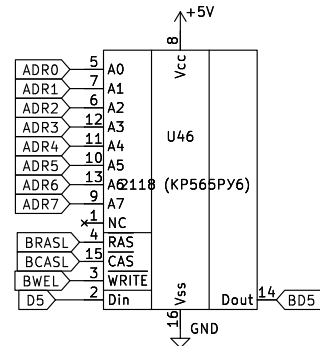 +5V
8
Vcc
ADR0 5 A0
ADR1 7 A1
ADR2 6 A2
ADR3 12 A3
U46
ADR4 11 A4
ADR5 10 A5
ADR6 13 A6 2118 (КР565РУ6)
ADR7 9 A7
1 NC
BRASL 4 RAS
BCASL 15 CAS
BWEL 3 WRITE
D5 2 Din Vss Dout 14 BD5
16
GND